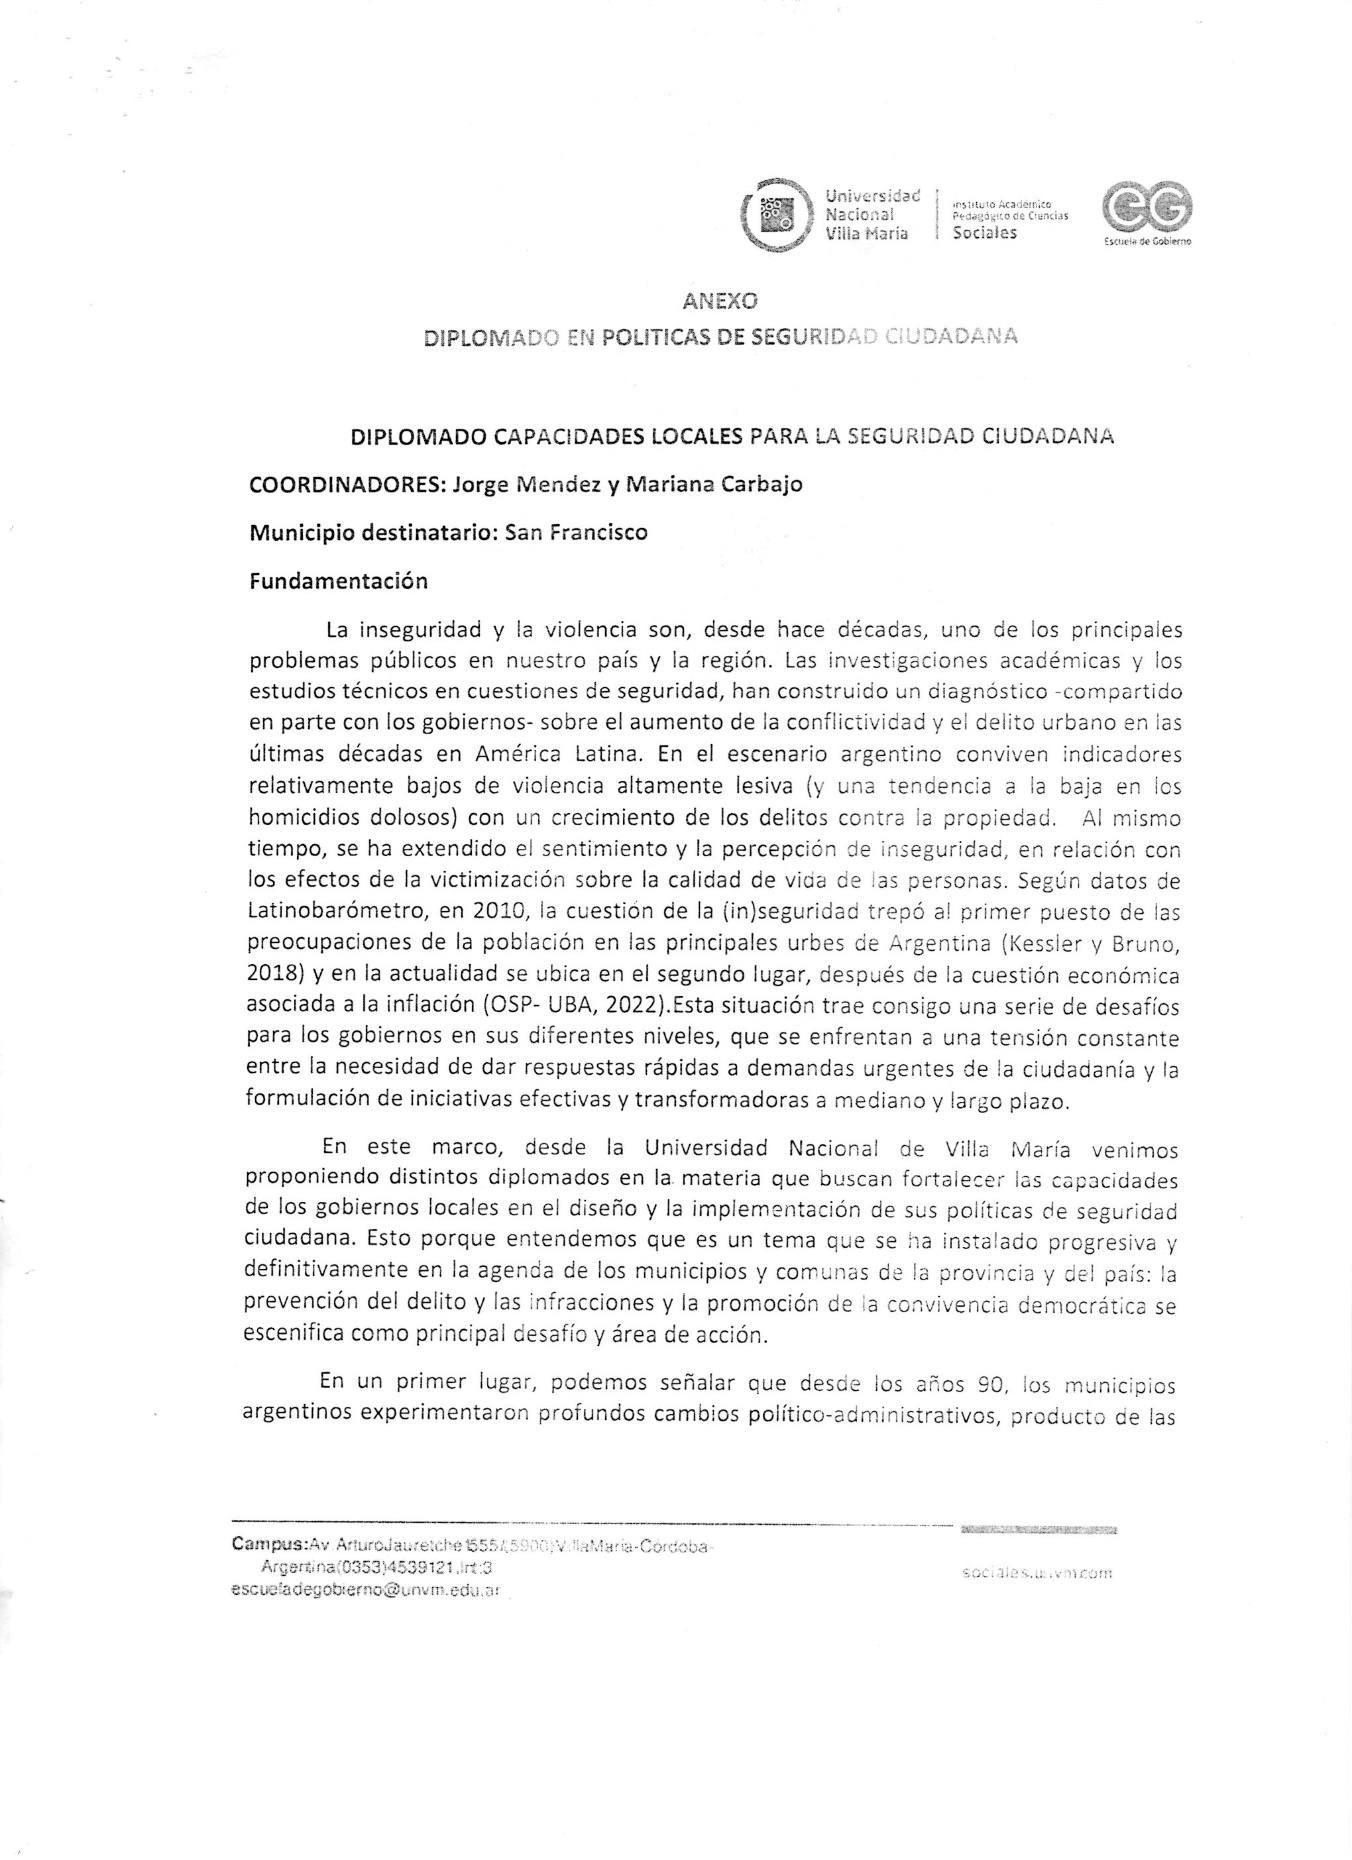 Universidad
Nacional
Villa María
Instituto Académico
Pedagógico de Ciencias
Sociales
Escuela de Gobierno
ANEXO
DIPLOMADO EN POLITICAS DE SEGURIDAD CIUDADANA
DIPLOMADO CAPACIDADES LOCALES PARA LA SEGURIDAD CIUDADANA
COORDINADORES: Jorge Mendez y Mariana Carbajo
Municipio destinatario: San Francisco
Fundamentación
La inseguridad y la violencia son, desde hace décadas, uno de los principales
problemas públicos en nuestro país y la región. Las investigaciones académicas y los
estudios técnicos en cuestiones de seguridad, han construido un diagnóstico -compartido
en parte con los gobiernos- sobre el aumento de la conflictividad y el delito urbano en las
últimas décadas en América Latina. En el escenario argentino conviven indicadores
relativamente bajos de violencia altamente lesiva (y una tendencia a la baja en los
homicidios dolosos) con un crecimiento de los delitos contra la propiedad. Al mismo
tiempo, se ha extendido el sentimiento y la percepción de inseguridad, en relación con
los efectos de la victimización sobre la calidad de vida de las personas. Según datos de
Latinobarómetro, en 2010, la cuestión de la (in)seguridad trepó al primer puesto de las
preocupaciones de la población en las principales urbes de Argentina (Kessler y Bruno,
2018) y en la actualidad se ubica en el segundo lugar, después de la cuestión económica
asociada a la inflación (OSP- UBA, 2022).Esta situación trae consigo una serie de desafíos
para los gobiernos en sus diferentes niveles, que se enfrentan a una tensión constante
entre la necesidad de dar respuestas rápidas a demandas urgentes de la ciudadanía y la
formulación de iniciativas efectivas y transformadoras a mediano y largo plazo.
En este marco, desde la Universidad Nacional de Villa María venimos
proponiendo distintos diplomados en la materia que buscan fortalecer las capacidades
de los gobiernos locales en el diseño y la implementación de sus políticas de seguridad
ciudadana. Esto porque entendemos que es un tema que se ha instalado progresiva y
definitivamente en la agenda de los municipios y comunas de la provincia y del país: la
prevención del delito y las infracciones y la promoción de la convivencia democrática se
escenifica como principal desafío y área de acción.
En un primer lugar, podemos señalar que desde los años 90, los municipios
argentinos experimentaron profundos cambios político-administrativos, producto de las
Campus:Av ArturoJauretche1555(5900)VillaMaría-Córdoba-
Argentina(0353)4539121
escueladegobierno@unvm.edu.ar